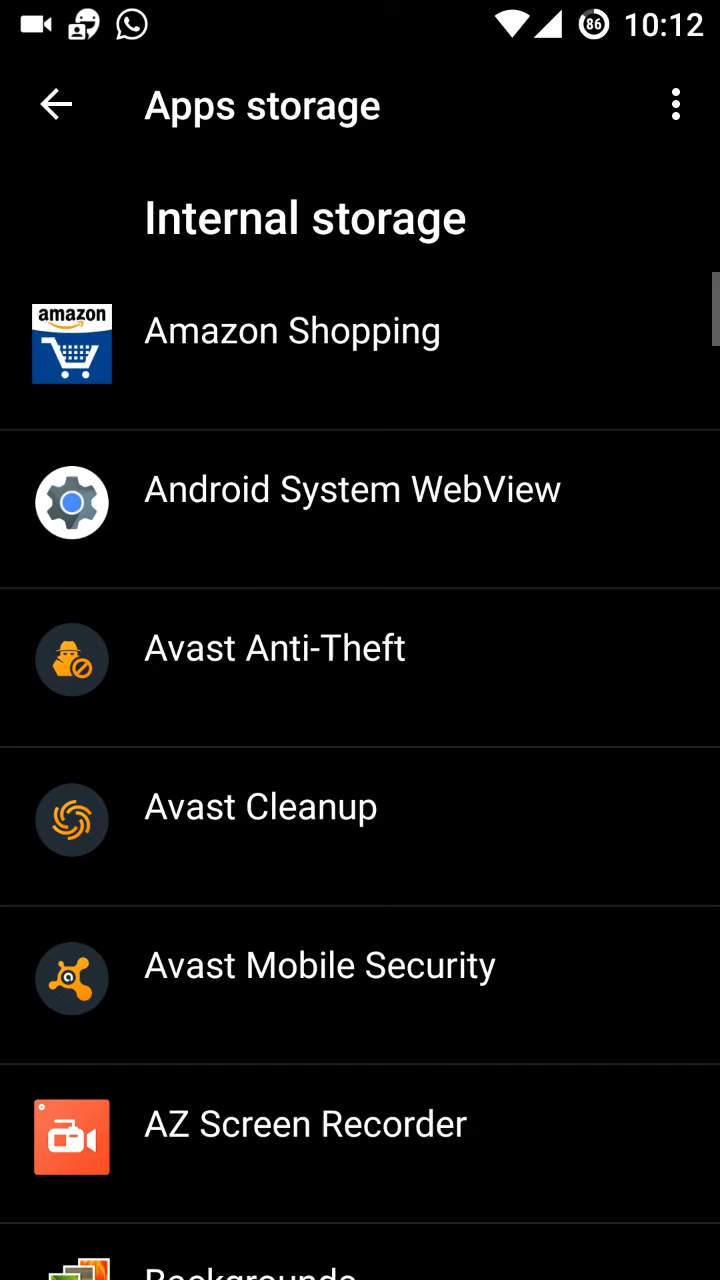 86 10:12
Apps storage
Internal storage
amazon
Amazon Shopping
Android System WebView
Avast Anti-Theft
Avast Cleanup
a
Avast Mobile Security
AZ Screen Recorder
Backgrounds